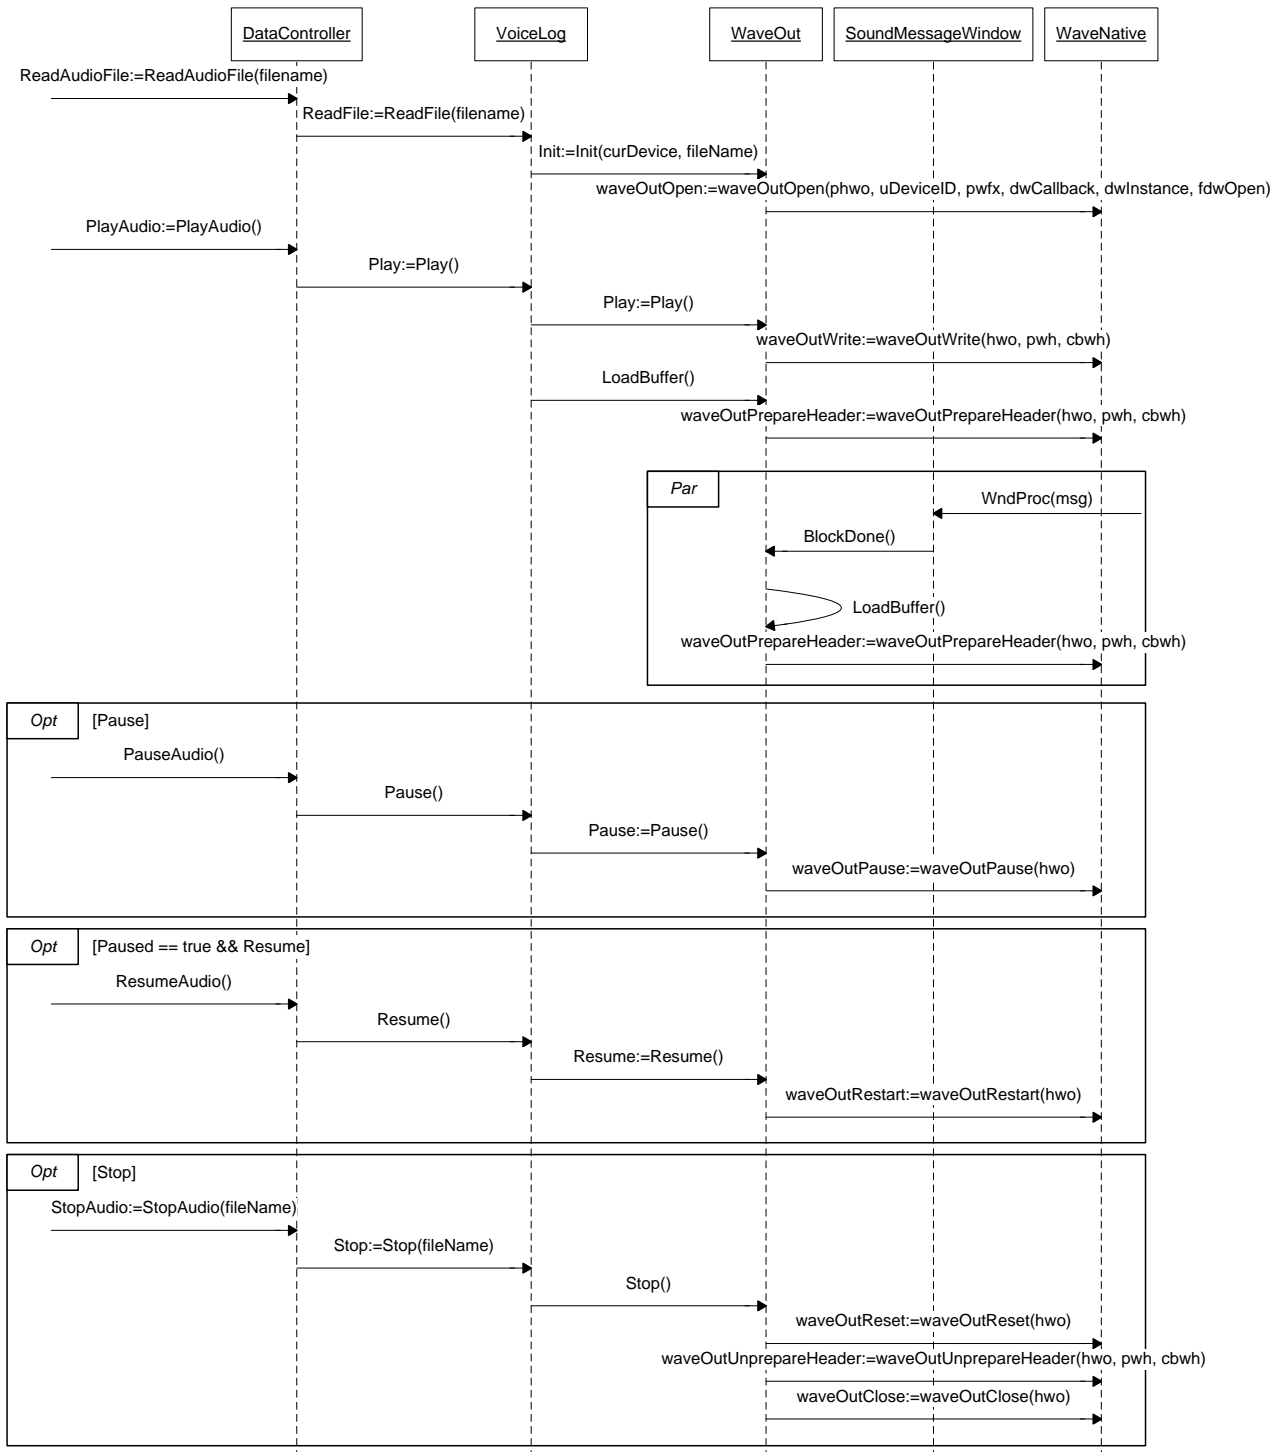 DataController
VoiceLog
WaveOut
SoundMessageWindow
WaveNative
ReadAudioFile:=ReadAudioFile(filename)
ReadFile:=ReadFile(filename)
Init:=Init(curDevice, fileName)
waveOutOpen:=waveOutOpen(phwo, uDeviceID, pwfx, dwCallback, dwInstance, fdwOpen)
PlayAudio:=PlayAudio()
Play:=Play()
Play:=Play()
waveOutWrite:=waveOutWrite(hwo, pwh, cbwh)
LoadBuffer()
waveOutPrepareHeader:=waveOutPrepareHeader(hwo, pwh, cbwh)
Par
WndProc(msg)
BlockDone()
LoadBuffer()
waveOutPrepareHeader:=waveOutPrepareHeader(hwo, pwh, cbwh)
Opt [Pause]
PauseAudio()
Pause()
Pause:=Pause()
waveOutPause:=waveOutPause(hwo)
Opt [Paused == true && Resume]
ResumeAudio()
Resume()
Resume:=Resume()
waveOutRestart:=waveOutRestart(hwo)
Opt [Stop]
StopAudio:=StopAudio(fileName)
Stop:=Stop(fileName)
Stop()
waveOutReset:=waveOutReset(hwo)
waveOutUnprepareHeader:=waveOutUnprepareHeader(hwo, pwh, cbwh)
waveOutClose:=waveOutClose(hwo)